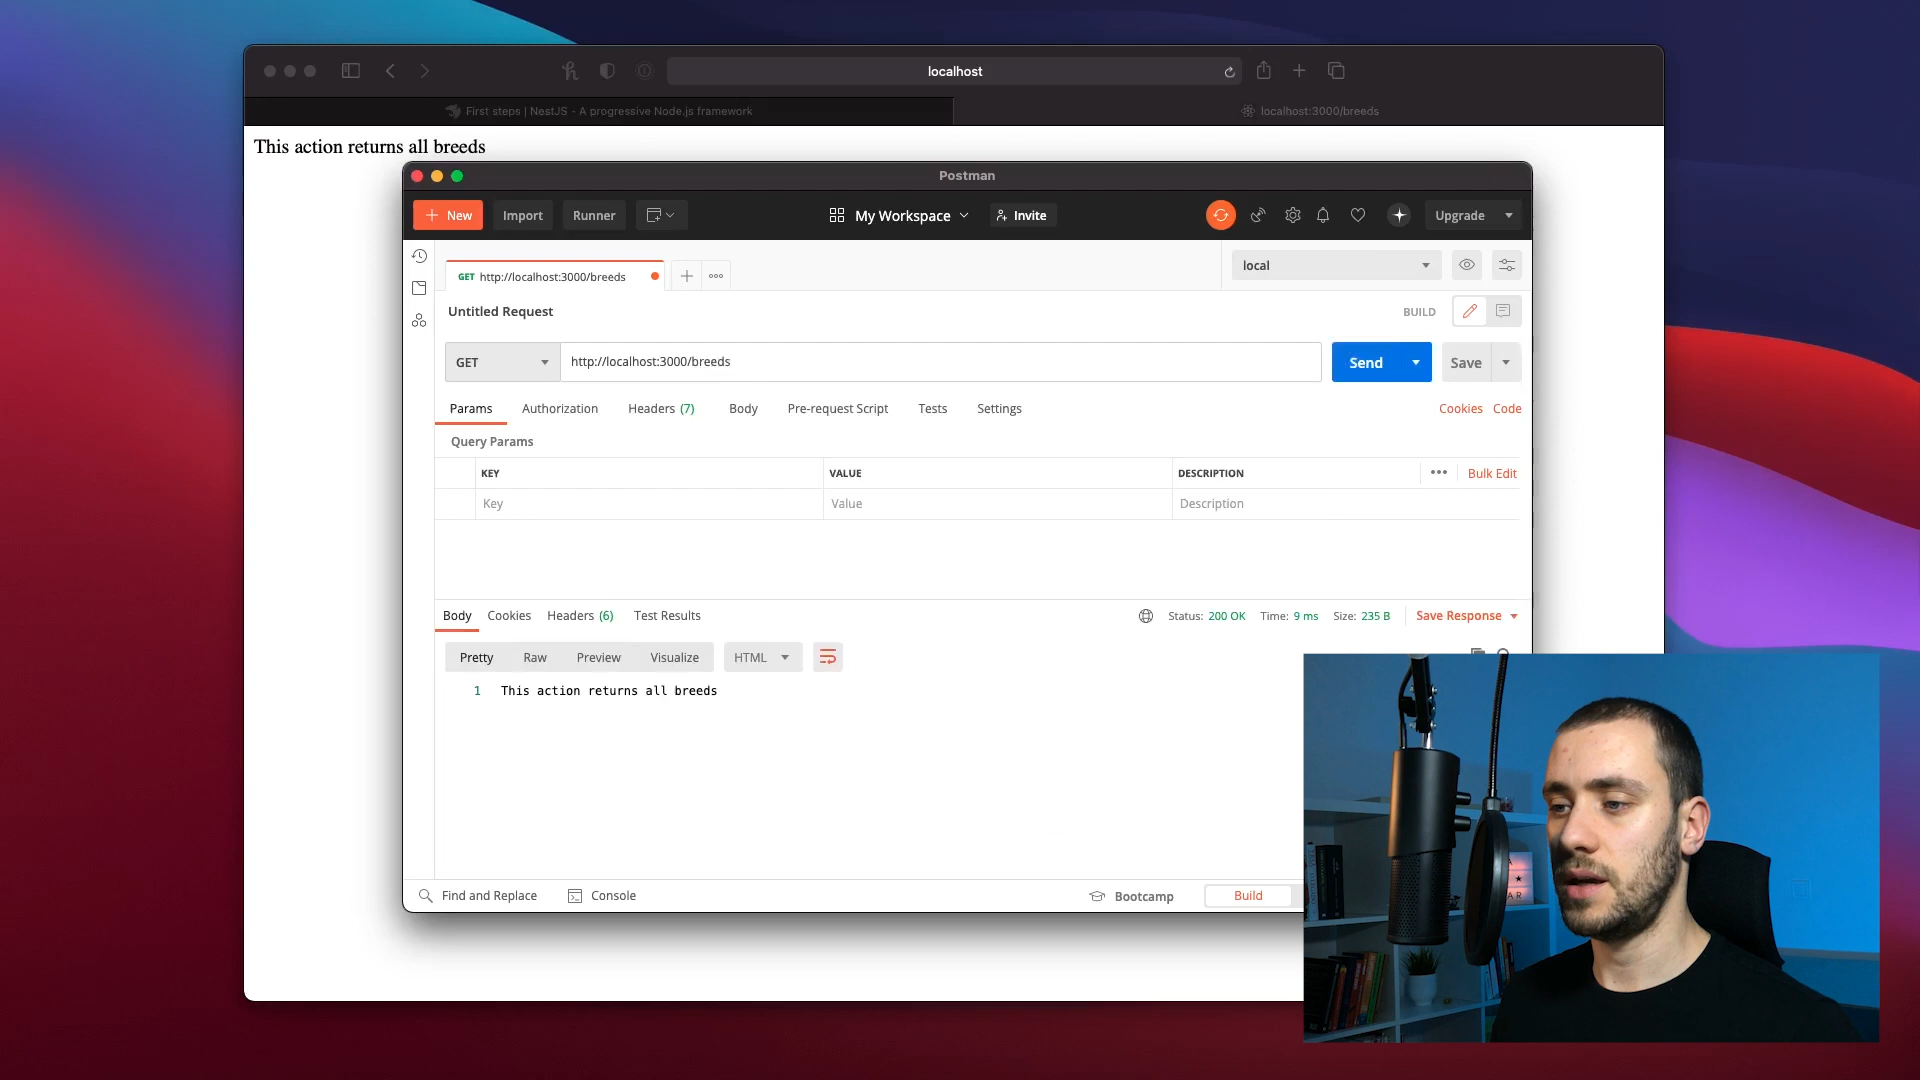 localhost
First steps | NestJS - A progressive Node.js framework
localhost:3000/breeds
This action returns all breeds
Postman
New
Import
Runner
My Workspace
Invite
Upgrade
GET http://localhost:3000/breeds
local
Untitled Request
BUILD
GET
http://localhost:3000/breeds
Send
Save
Params
Authorization
Headers (7)
Body
Pre-request Script
Tests
Settings
Cookies
Code
Query Params
KEY
VALUE
DESCRIPTION
Bulk Edit
Key
Value
Description
Body
Cookies
Headers (6)
Test Results
Status: 200 OK
Time: 9 ms
Size: 235 B
Save Response
Pretty
Raw
Preview
Visualize
HTML
1 This action returns all breeds
Find and Replace
Console
Bootcamp
Build